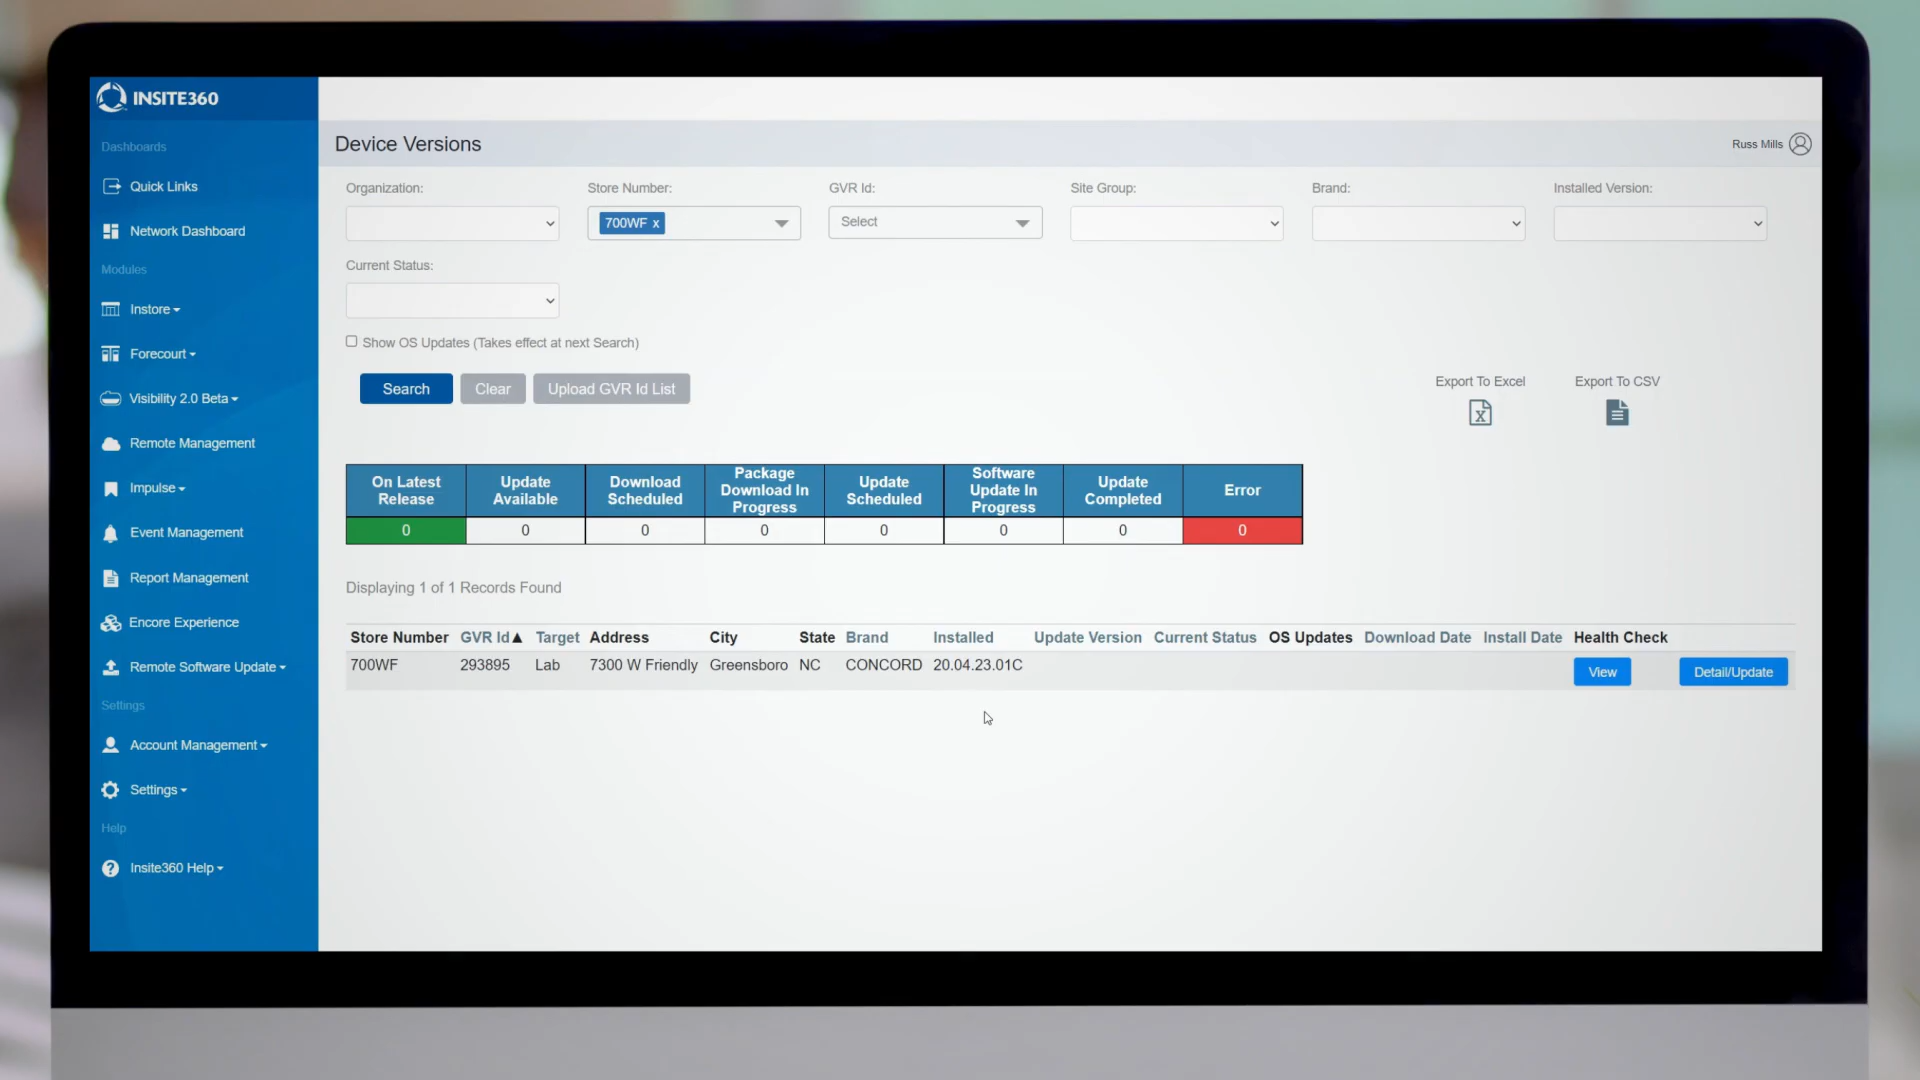 INSITE360
Dashboards
Quick Links
Network Dashboard
Modules
Instore
Forecourt
Visibility 2.0 Beta
Remote Management
Impulse
Event Management
Report Management
Encore Experience
Remote Software Update
Settings
Account Management
Settings
Help
Insite360 Help
Device Versions
Russ Mills
Organization: Store Number: GVR Id: Site Group: Brand: Installed Version:
700WF x Select
Current Status:
Show OS Updates (Takes effect at next Search)
Search Clear Upload GVR Id List
Export To Excel Export To CSV
On Latest Release Update Available Download Scheduled Package Download In Progress Update Scheduled Software Update In Progress Update Completed Error
0 0 0 0 0 0 0 0
Displaying 1 of 1 Records Found
Store Number GVR Id▲ Target Address City State Brand Installed Update Version Current Status OS Updates Download Date Install Date Health Check
700WF 293895 Lab 7300 W Friendly Greensboro NC CONCORD 20.04.23.01C View Detail/Update